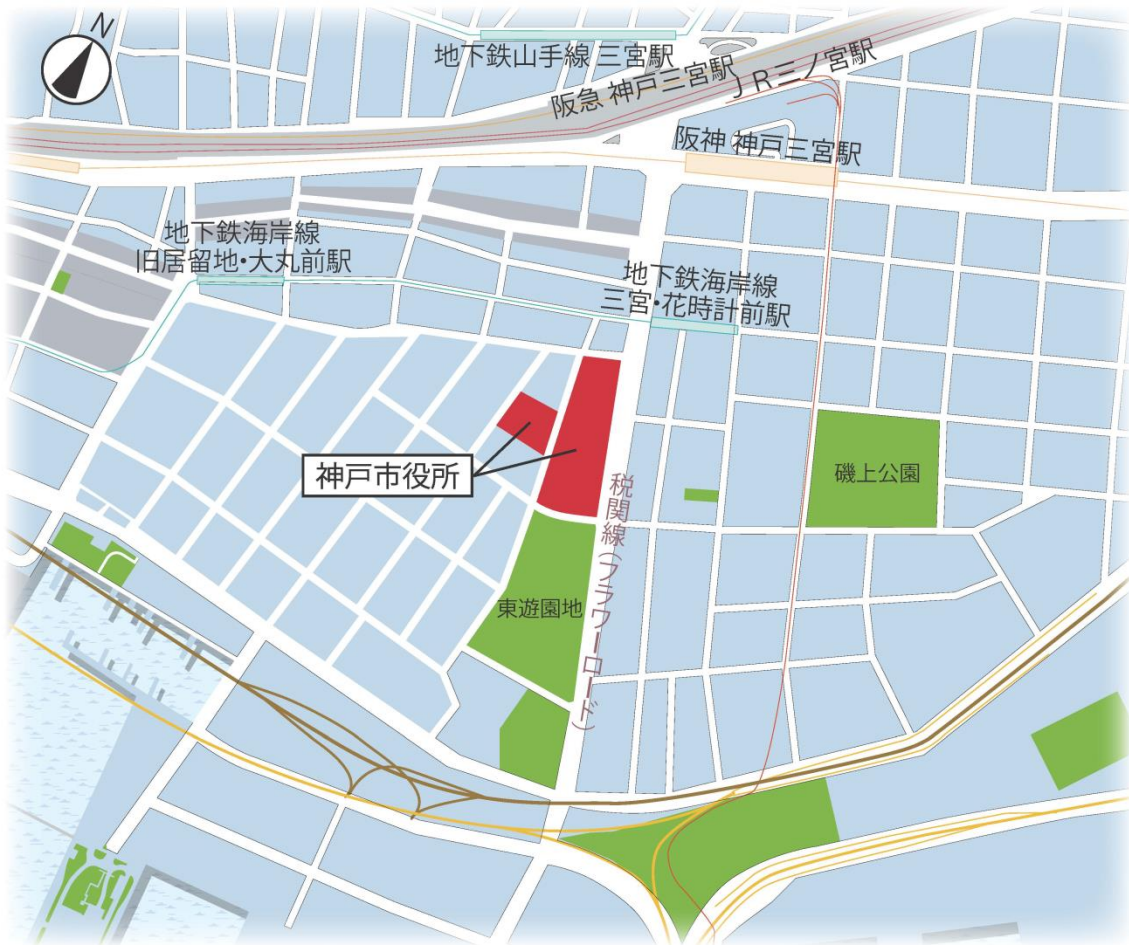 N
地下鉄山手線 三宮駅
阪急 神戸三宮駅
JR三ノ宮駅
阪神 神戸三宮駅
地下鉄海岸線
旧居留地・大丸前駅
地下鉄海岸線
三宮・花時計前駅
神戸市役所
磯上公園
税関線(フラワーロード)
東遊園地